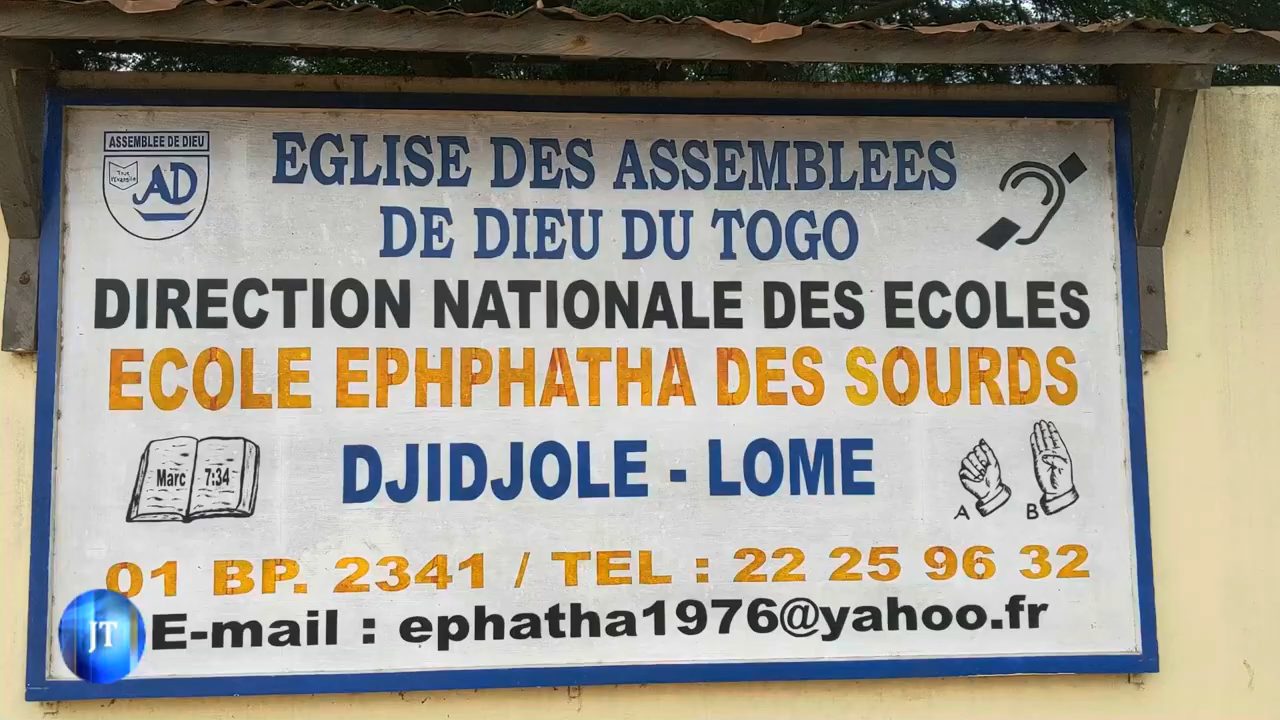 ASSEMBLEE DE DIEU
AD
EGLISE DES ASSEMBLEES
DE DIEU DU TOGO
DIRECTION NATIONALE DES ECOLES
ECOLE EPHPHATHA DES SOURDS
Marc 7:34
DJIDJOLE - LOME
A B
01 BP. 2341 / TEL : 22 25 96 32
E-mail : ephatha1976@yahoo.fr
JT